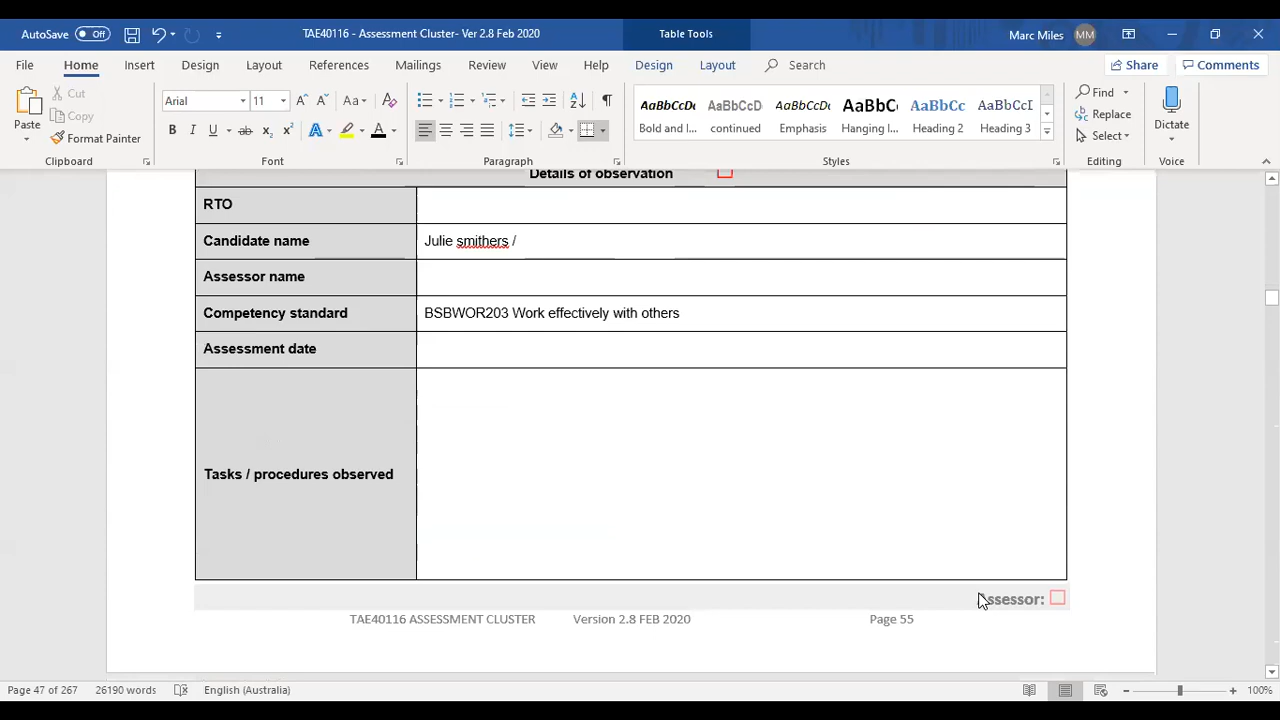 AutoSave Off TAE40116 - Assessment Cluster- Ver 2.8 Feb 2020 Table Tools Marc Miles MM
File Home Insert Design Layout References Mailings Review View Help Design Layout Search Share Comments
Paste Cut Copy Format Painter
Clipboard
Arial 11
Font
Paragraph
AaBbCcDc AaBbCcDc AaBbCcDc AaBbC AaBbCc AaBbCcI
Bold and I... continued Emphasis Hanging I... Heading 2 Heading 3
Styles
Find Replace Select
Editing
Dictate
Voice
Details of observation
RTO
Candidate name Julie smithers /
Assessor name
Competency standard BSBWOR203 Work effectively with others
Assessment date
Tasks / procedures observed
Assessor:
TAE40116 ASSESSMENT CLUSTER Version 2.8 FEB 2020 Page 55
Page 47 of 267 26190 words English (Australia) 100%